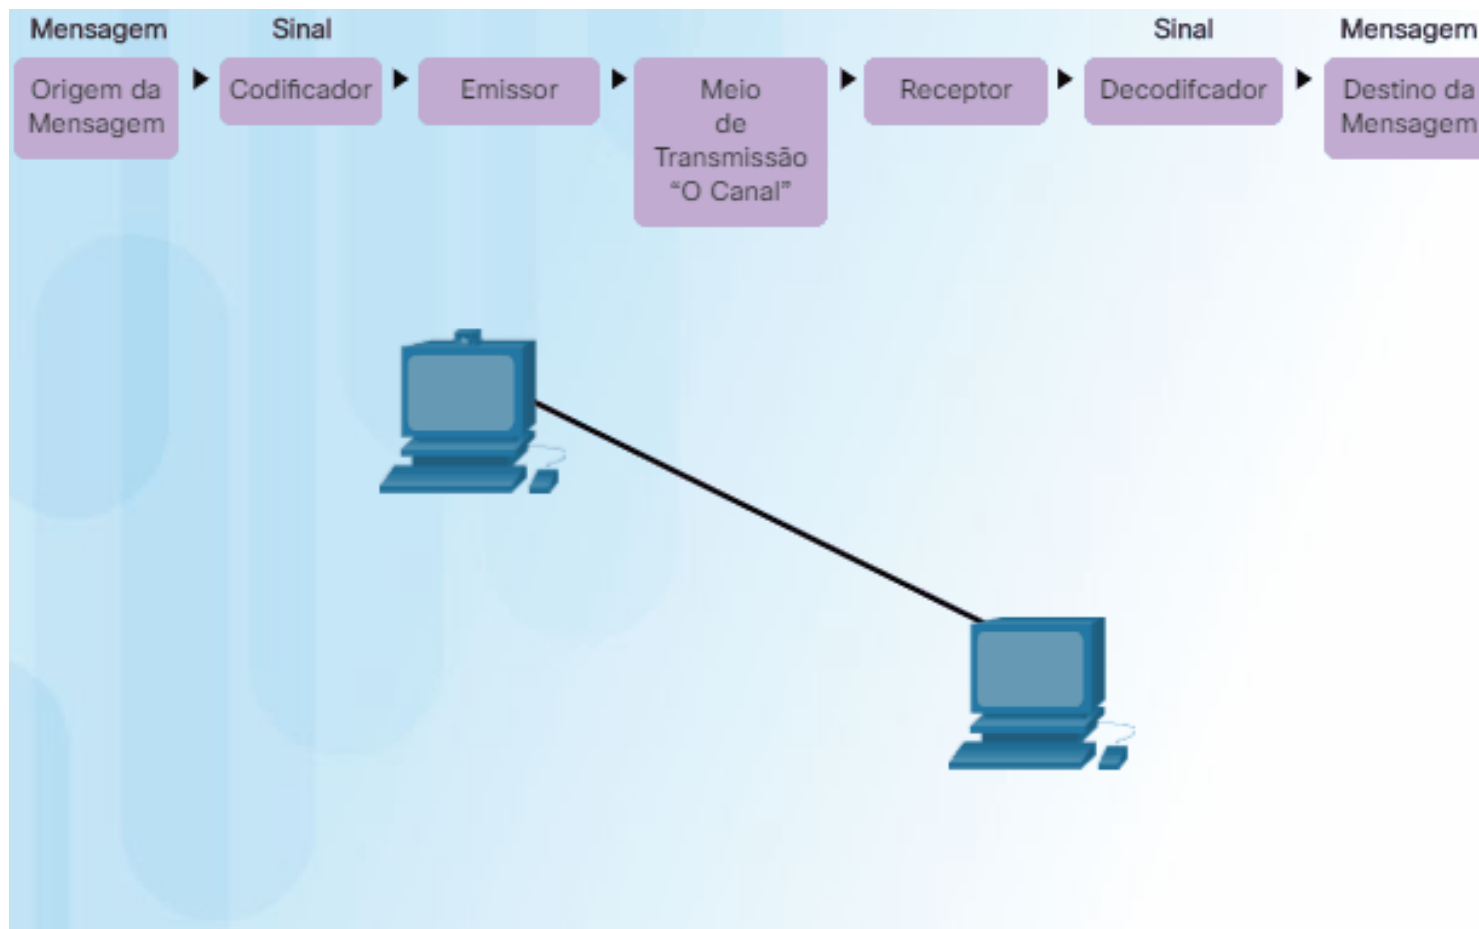 Mensagem
Sinal
Sinal
Mensagem
Origem da
Mensagem
Codificador
Emissor
Meio
de
Transmissão
“O Canal”
Receptor
Decodifcador
Destino da
Mensagem